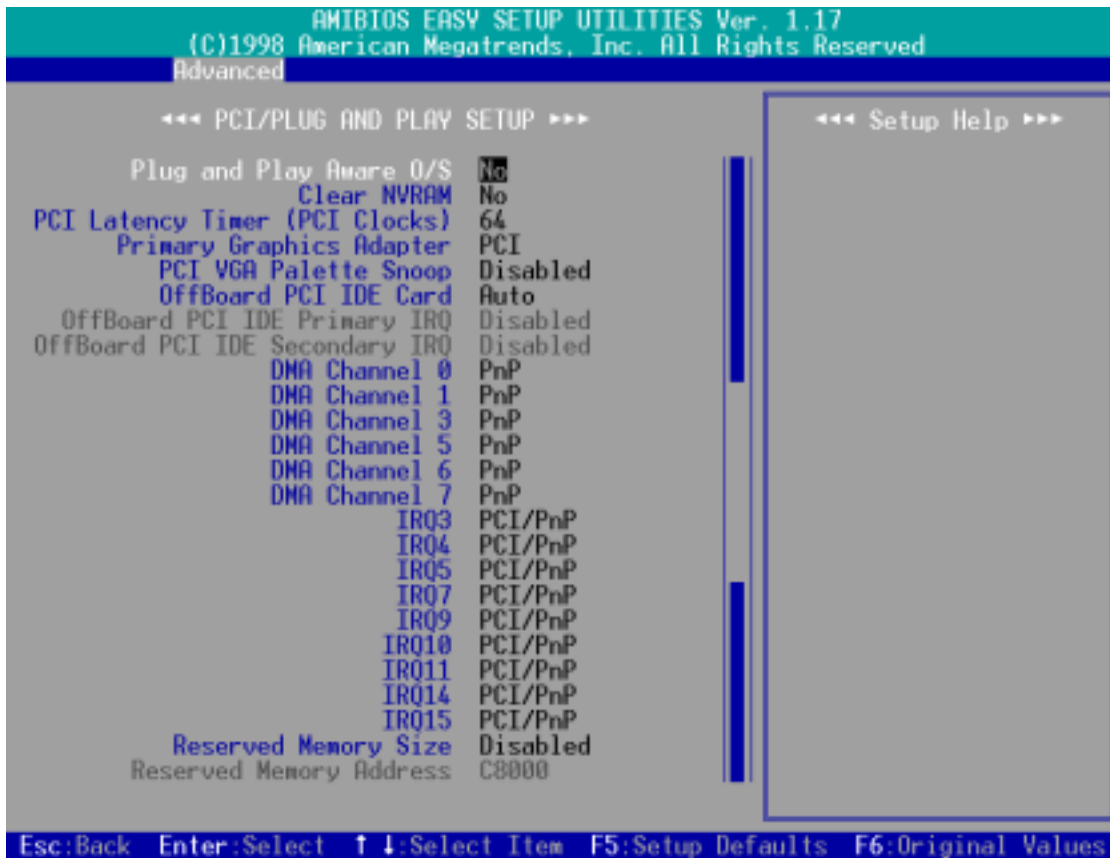 AMIBIOS EASY SETUP UTILITIES Ver. 1.17
(C)1998 American Megatrends, Inc. All Rights Reserved
Advanced
◄◄◄ PCI/PLUG AND PLAY SETUP ►►►
◄◄◄ Setup Help ►►►
Plug and Play Aware O/S No
Clear NVRAM No
PCI Latency Timer (PCI Clocks) 64
Primary Graphics Adapter PCI
PCI VGA Palette Snoop Disabled
OffBoard PCI IDE Card Auto
OffBoard PCI IDE Primary IRQ Disabled
OffBoard PCI IDE Secondary IRQ Disabled
DMA Channel 0 PnP
DMA Channel 1 PnP
DMA Channel 3 PnP
DMA Channel 5 PnP
DMA Channel 6 PnP
DMA Channel 7 PnP
IRQ3 PCI/PnP
IRQ4 PCI/PnP
IRQ5 PCI/PnP
IRQ7 PCI/PnP
IRQ9 PCI/PnP
IRQ10 PCI/PnP
IRQ11 PCI/PnP
IRQ14 PCI/PnP
IRQ15 PCI/PnP
Reserved Memory Size Disabled
Reserved Memory Address C8000
Esc:Back Enter:Select ↑ ↓:Select Item F5:Setup Defaults F6:Original Values